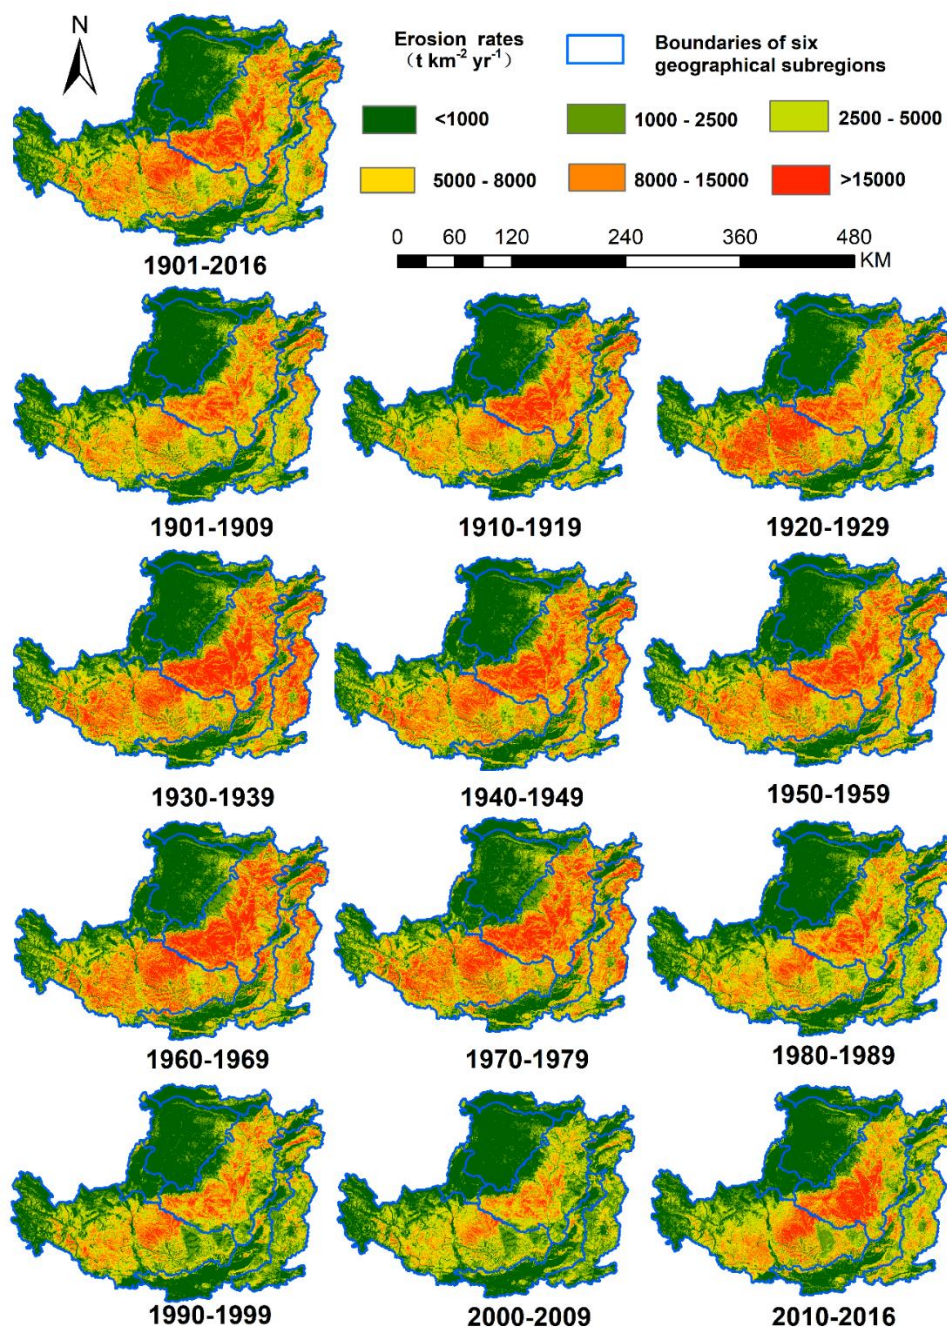 N
Erosion rates
(t km⁻² yr⁻¹)
Boundaries of six
geographical subregions
<1000
1000 - 2500
2500 - 5000
5000 - 8000
8000 - 15000
>15000
0 60 120 240 360 480
KM
1901-2016
1901-1909
1910-1919
1920-1929
1930-1939
1940-1949
1950-1959
1960-1969
1970-1979
1980-1989
1990-1999
2000-2009
2010-2016